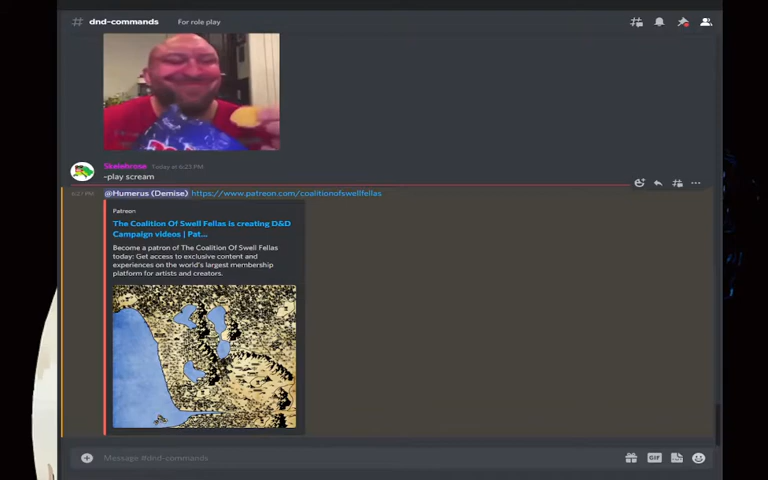 # dnd-commands For role play
Skelebrose Today at 6:23 PM
~play scream
6:27 PM @Humerus (Demise) https://www.patreon.com/coalitionofswellfellas
Patreon
The Coalition Of Swell Fellas is creating D&D
Campaign videos | Pat...
Become a patron of The Coalition Of Swell Fellas
today: Get access to exclusive content and
experiences on the world's largest membership
platform for artists and creators.
Message #dnd-commands
GIF